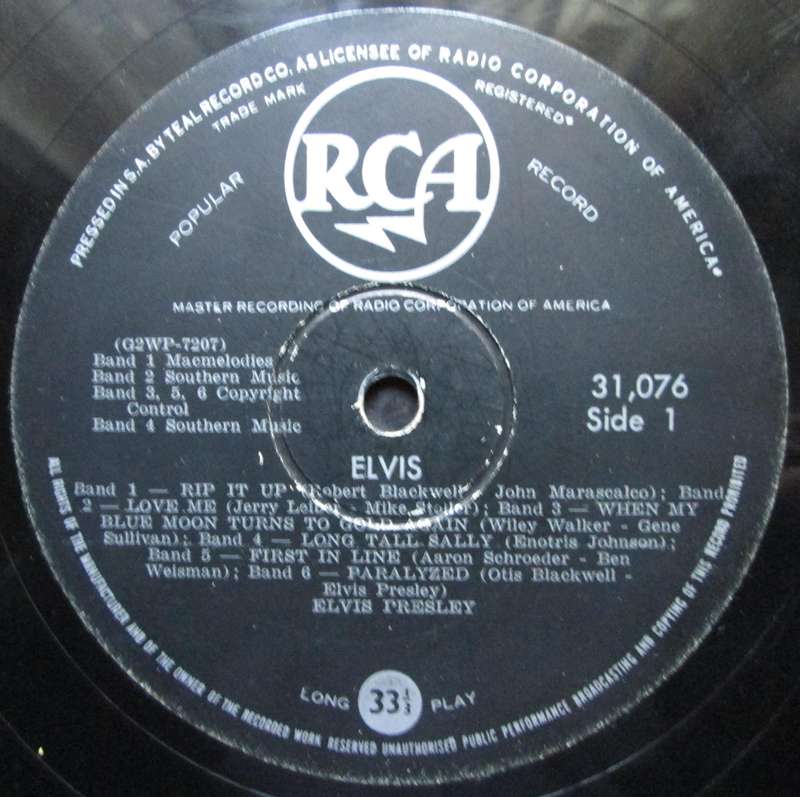 PRESSED IN S.A. BY TEAL RECORD CO. AS LICENSEE OF RADIO CORPORATION OF AMERICA
TRADE MARK
REGISTERED
POPULAR
RCA
RECORD
MASTER RECORDING OF RADIO CORPORATION OF AMERICA
(G2WP-7207)
Band 1 Macmelodies
Band 2 Southern Music
Band 3, 5, 6 Copyright
Control
Band 4 Southern Music
31,076
Side 1
ELVIS
Band 1 — RIP IT UP (Robert Blackwell - John Marascalco); Band
2 — LOVE ME (Jerry Leiber - Mike Stoller); Band 3 — WHEN MY
BLUE MOON TURNS TO GOLD AGAIN (Wiley Walker - Gene
Sullivan); Band 4 — LONG TALL SALLY (Enotris Johnson);
Band 5 — FIRST IN LINE (Aaron Schroeder - Ben
Weisman); Band 6 — PARALYZED (Otis Blackwell -
Elvis Presley)
ELVIS PRESLEY
LONG 33⅓ PLAY
ALL RIGHTS OF THE MANUFACTURER AND OF THE OWNER OF THE RECORDED WORK RESERVED UNAUTHORISED PUBLIC PERFORMANCE BROADCASTING AND COPYING OF THIS RECORD PROHIBITED